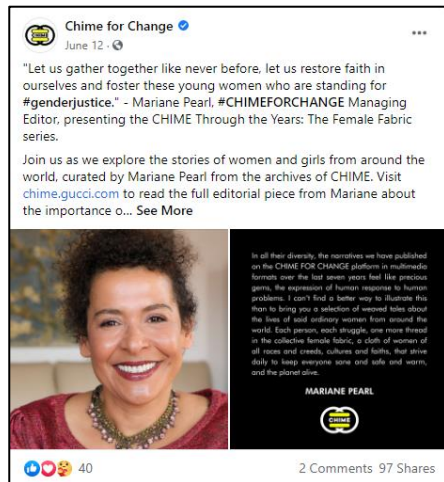 Chime for Change
June 12 ·
"Let us gather together like never before, let us restore faith in
ourselves and foster these young women who are standing for
#genderjustice." - Mariane Pearl, #CHIMEFORCHANGE Managing
Editor, presenting the CHIME Through the Years: The Female Fabric
series.
Join us as we explore the stories of women and girls from around the
world, curated by Mariane Pearl from the archives of CHIME. Visit
chime.gucci.com to read the full editorial piece from Mariane about
the importance o... See More
In all their diversity, the narratives we have published
on the CHIME FOR CHANGE platform in multimedia
formats over the last seven years feel like precious
gems, the expression of human response to human
problems. I can't find a better way to illustrate this
than to bring you a selection of weaved tales about
the lives of said ordinary women from around the
world. Each person, each struggle, one more thread
in the collective female fabric, a cloth of women of
all races and creeds, cultures and faiths, that strive
daily to keep everyone sane and safe and warm,
and the planet alive.
MARIANE PEARL
CHIME
40
2 Comments 97 Shares